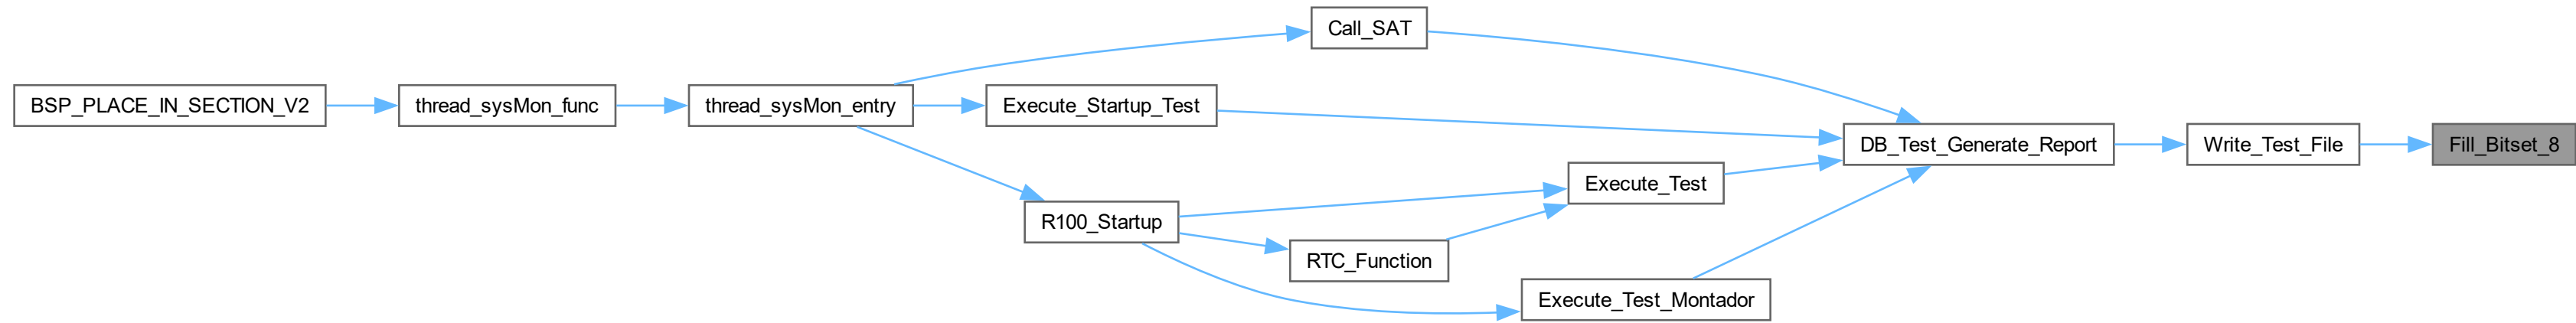 Call_SAT
BSP_PLACE_IN_SECTION_V2
thread_sysMon_func
thread_sysMon_entry
Execute_Startup_Test
DB_Test_Generate_Report
Write_Test_File
Fill_Bitset_8
Execute_Test
R100_Startup
RTC_Function
Execute_Test_Montador